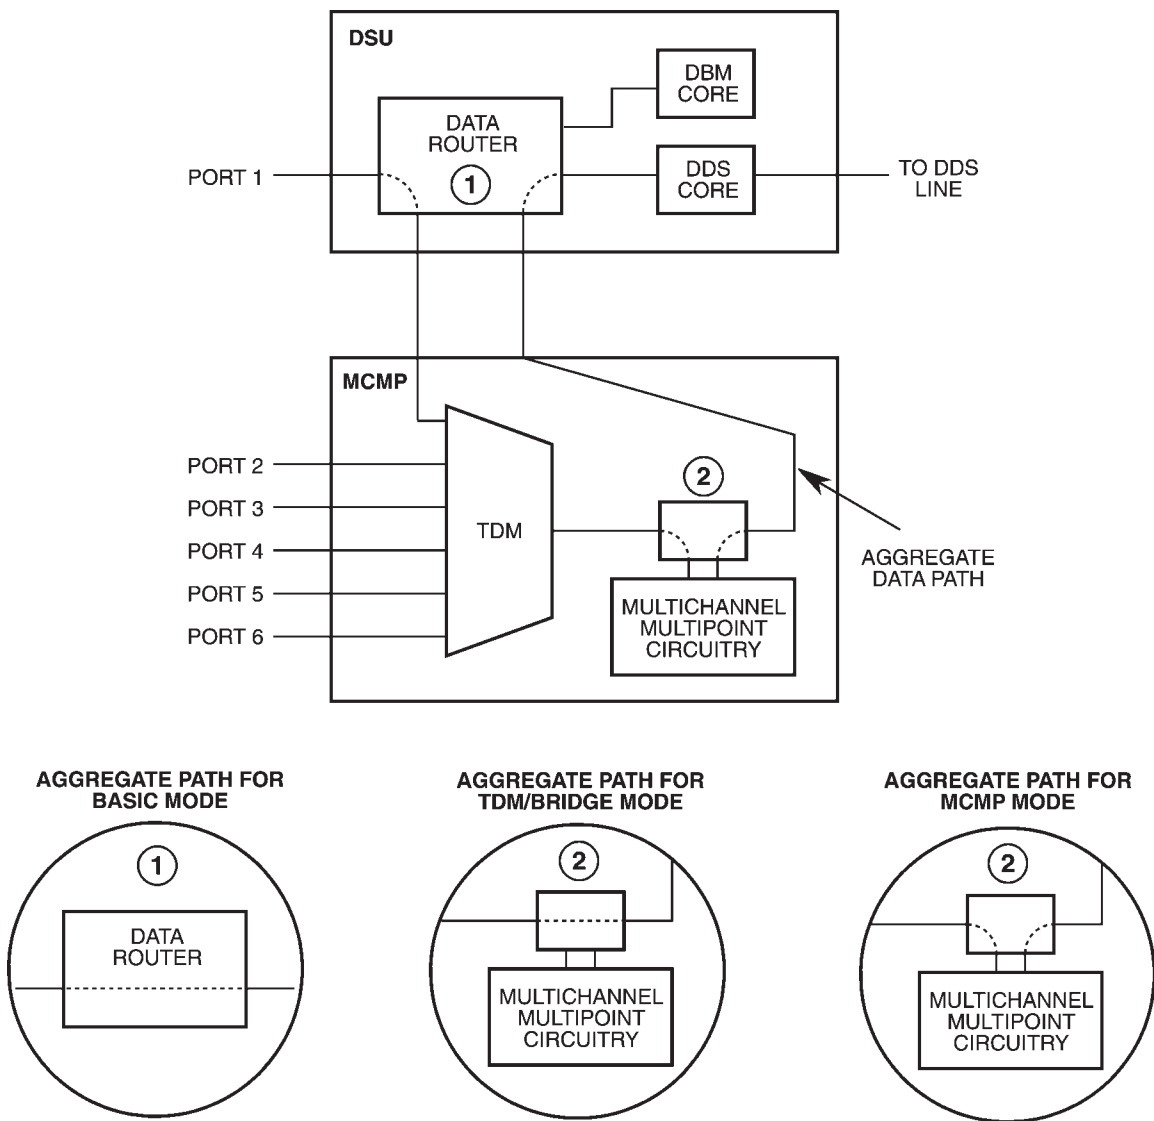 DSU
DBM
CORE
DATA
ROUTER
1
PORT 1
DDS
CORE
TO DDS
LINE
MCMP
PORT 2
PORT 3
PORT 4
PORT 5
PORT 6
TDM
2
AGGREGATE
DATA PATH
MULTICHANNEL
MULTIPOINT
CIRCUITRY
AGGREGATE PATH FOR
BASIC MODE
1
DATA
ROUTER
AGGREGATE PATH FOR
TDM/BRIDGE MODE
2
MULTICHANNEL
MULTIPOINT
CIRCUITRY
AGGREGATE PATH FOR
MCMP MODE
2
MULTICHANNEL
MULTIPOINT
CIRCUITRY